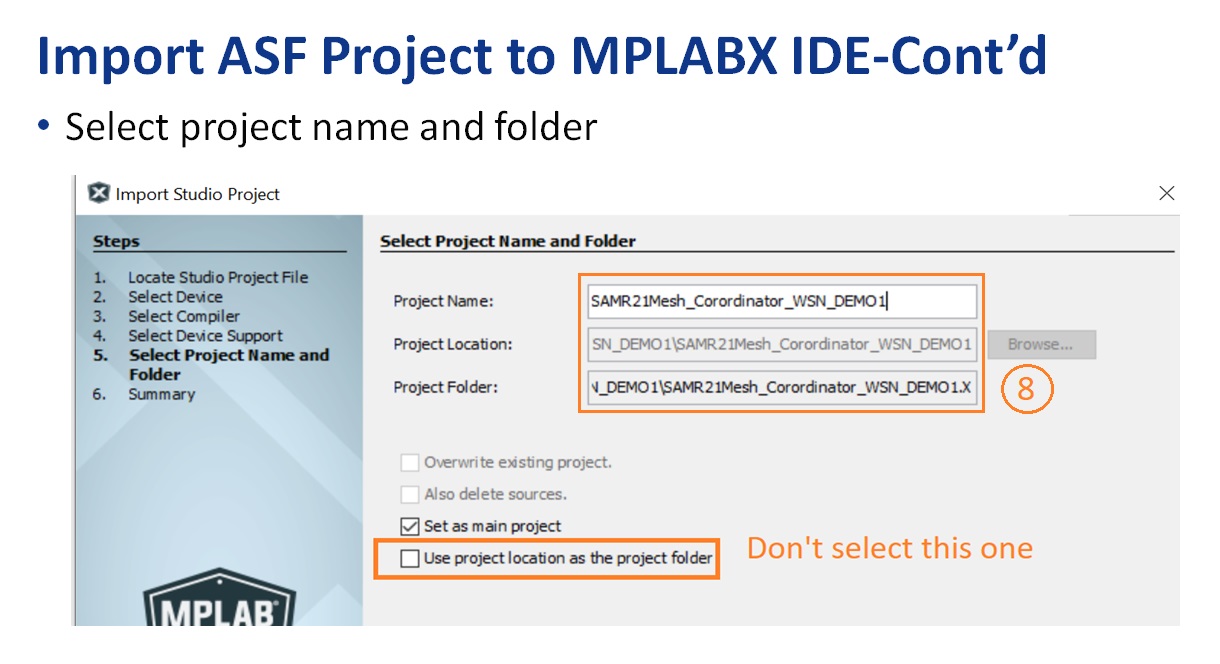 Import ASF Project to MPLABX IDE-Cont’d
• Select project name and folder
Import Studio Project
Steps
1. Locate Studio Project File
2. Select Device
3. Select Compiler
4. Select Device Support
5. Select Project Name and
Folder
6. Summary
Select Project Name and Folder
Project Name: SAMR21Mesh_Corordinator_WSN_DEMO1
Project Location: SN_DEMO1\SAMR21Mesh_Corordinator_WSN_DEMO1 Browse...
Project Folder: N_DEMO1\SAMR21Mesh_Corordinator_WSN_DEMO1.X
8
Overwrite existing project.
Also delete sources.
Set as main project
Use project location as the project folder
Don't select this one
MPLAB